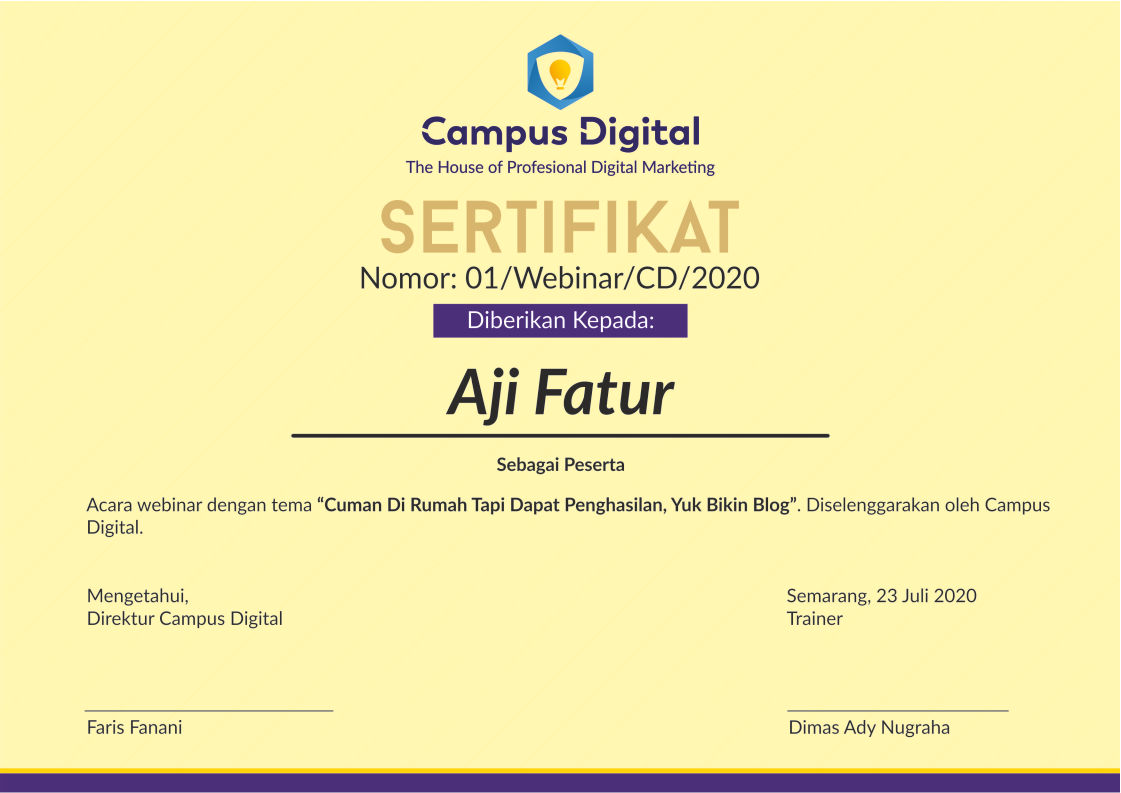 Campus Digital
The House of Profesional Digital Marketing
SERTIFIKAT
Nomor: 01/Webinar/CD/2020
Diberikan Kepada:
Aji Fatur
Sebagai Peserta
Acara webinar dengan tema “Cuman Di Rumah Tapi Dapat Penghasilan, Yuk Bikin Blog”. Diselenggarakan oleh Campus
Digital.
Mengetahui,
Direktur Campus Digital
Faris Fanani
Semarang, 23 Juli 2020
Trainer
Dimas Ady Nugraha